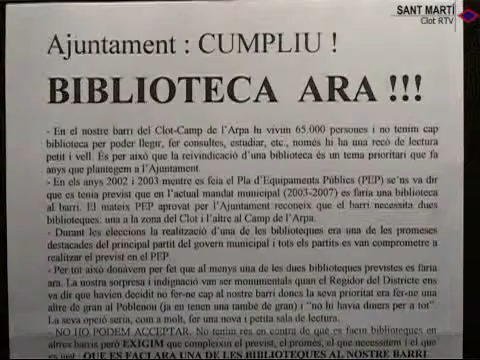 SANT MARTÍ
Clot RTV
Ajuntament : CUMPLIU !
BIBLIOTECA ARA !!!
- En el nostre barri del Clot-Camp de l'Arpa hi vivim 65.000 persones i no tenim cap
biblioteca per poder llegir, fer consultes, estudiar, etc., només hi ha una recó de lectura
petit i vell. És per això que la reivindicació d'una biblioteca és un tema prioritari que fa
anys que plantegem a l'Ajuntament.
- En els anys 2002 i 2003 mentre es feia el Pla d'Equipaments Públics (PEP) se'ns va dir
que es tenia previst que en l'actual mandat municipal (2003-2007) es faria una biblioteca
al barri. El mateix PEP aprovat per l'Ajuntament reconeix que el barri necessita dues
biblioteques: una a la zona del Clot i l'altre al Camp de l'Arpa.
- Durant les eleccions la realització d'una de les biblioteques era una de les promeses
destacades del principal partit del govern municipal i tots els partits es van comprometre a
realitzar el previst en el PEP
- Per tot això donàvem per fet que al menys una de les dues biblioteques previstes es faria
ara. La nostra sorpresa i indignació van ser monumentals quan el Regidor del Districte ens
va dir que havien decidit no fer-ne cap al nostre barri doncs la seva prioritat era fer-ne una
altre de gran al Poblenou (ja en tenen una també de gran) i "no hi havia diners per a tot".
La seva opció seria, com a molt, fer una nova i petita sala de lectura.
- NO HO PODEM ACCEPTAR. No tenim res en contra de que es facin biblioteques en
altres barris però EXIGIM que compleixin el previst, el promés, el que necessitem i el que
QUE ES FACI ARA UNA DE LES BIBLIOTEQUES AL NOSTRE BARRI